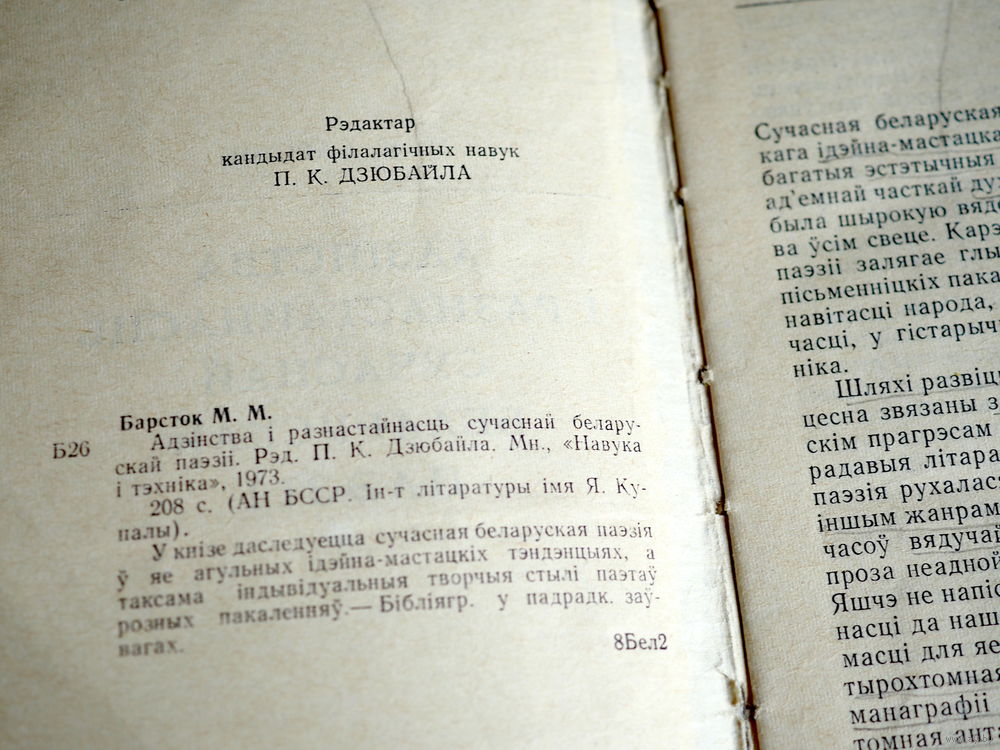 Рэдактар
кандыдат філалагічных навук
П. К. ДЗЮБАЙЛА
Барсток М. М.
Б26
Адзінства і разнастайнасць сучаснай белару-
скай паэзіі. Рэд. П. К. Дзюбайла. Мн., «Навука
і тэхніка», 1973.
208 с. (АН БССР. Ін-т літаратуры імя Я. Ку-
палы).
У кнізе даследуецца сучасная беларуская паэзія
ў яе агульных ідэйна-мастацкіх тэндэнцыях, а
таксама індывідуальныя творчыя стылі паэтаў
розных пакаленняў.— Бібліягр. у падрадк. заў-
вагах.
8Бел2
Сучасная беларуская
кага ідэйна-мастацка
багатыя эстэтычныя
ад'емнай часткай ду
была шырокую вядо
ва ўсім свеце. Карэ
паэзіі залягае глы
пісьменніцкіх пака
навітасці народа,
часці, у гістарыч
ніка.
Шляхі развіц
цесна звязаны з
скім прагрэсам
радавыя літара
паэзія рухалас
іншым жанрам
часоў вядучай
проза неадной
Яшчэ не напіс
насці да наш
масці для яе
тырохтомная
манаграфіі
томная анта